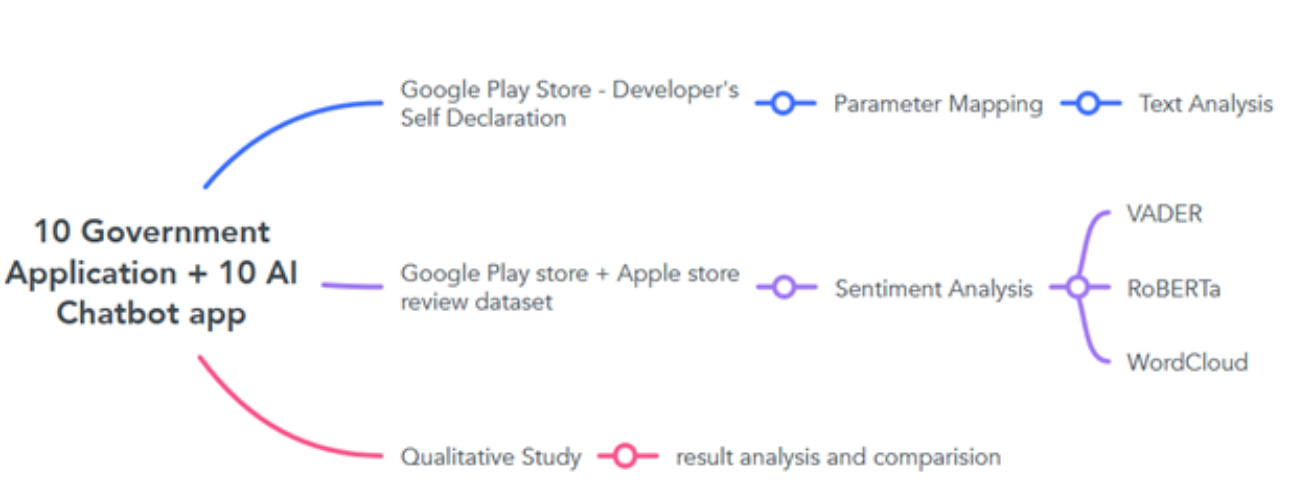 Google Play Store - Developer's
Self Declaration
Parameter Mapping
Text Analysis
10 Government
Application + 10 AI
Chatbot app
Google Play store + Apple store
review dataset
Sentiment Analysis
VADER
RoBERTa
WordCloud
Qualitative Study
result analysis and comparision